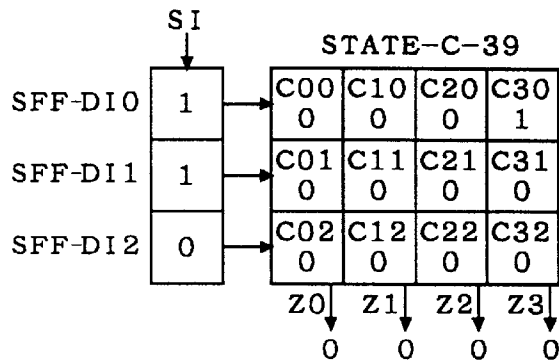 SI
STATE-C-39
SFF-DI0 1 C00 C10 C20 C30
0 0 0 1
SFF-DI1 1 C01 C11 C21 C31
0 0 0 0
SFF-DI2 0 C02 C12 C22 C32
0 0 0 0
Z0 Z1 Z2 Z3
0 0 0 0